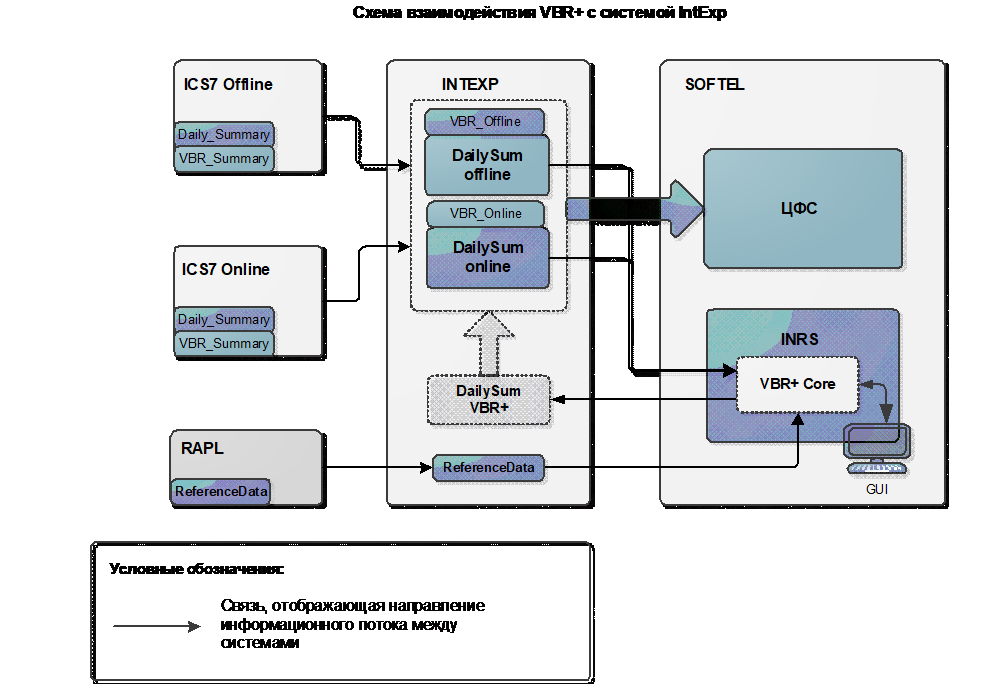 Схема взаимодействия VBR+ с системой IntExp
ICS7 Offline
Daily_Summary
VBR_Summary
ICS7 Online
Daily_Summary
VBR_Summary
RAPL
ReferenceData
INTEXP
VBR_Offline
DailySum
offline
VBR_Online
DailySum
online
DailySum
VBR+
ReferenceData
SOFTEL
ЦФС
INRS
VBR+ Core
GUI
Условные обозначения:
Связь, отображающая направление
информационного потока между
системами